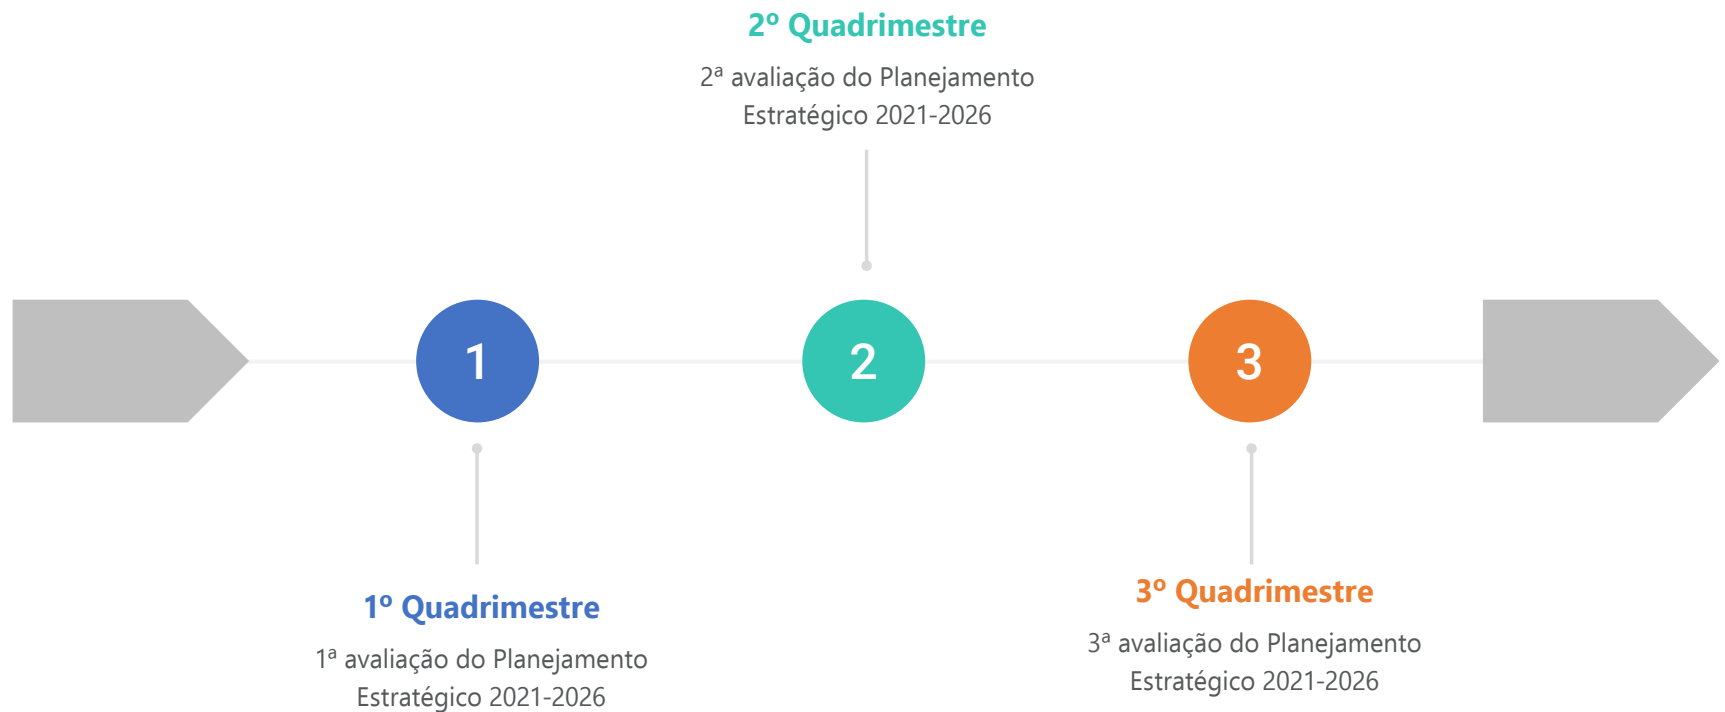 2º Quadrimestre
2ª avaliação do Planejamento
Estratégico 2021-2026
1
2
3
1º Quadrimestre
1ª avaliação do Planejamento
Estratégico 2021-2026
3º Quadrimestre
3ª avaliação do Planejamento
Estratégico 2021-2026